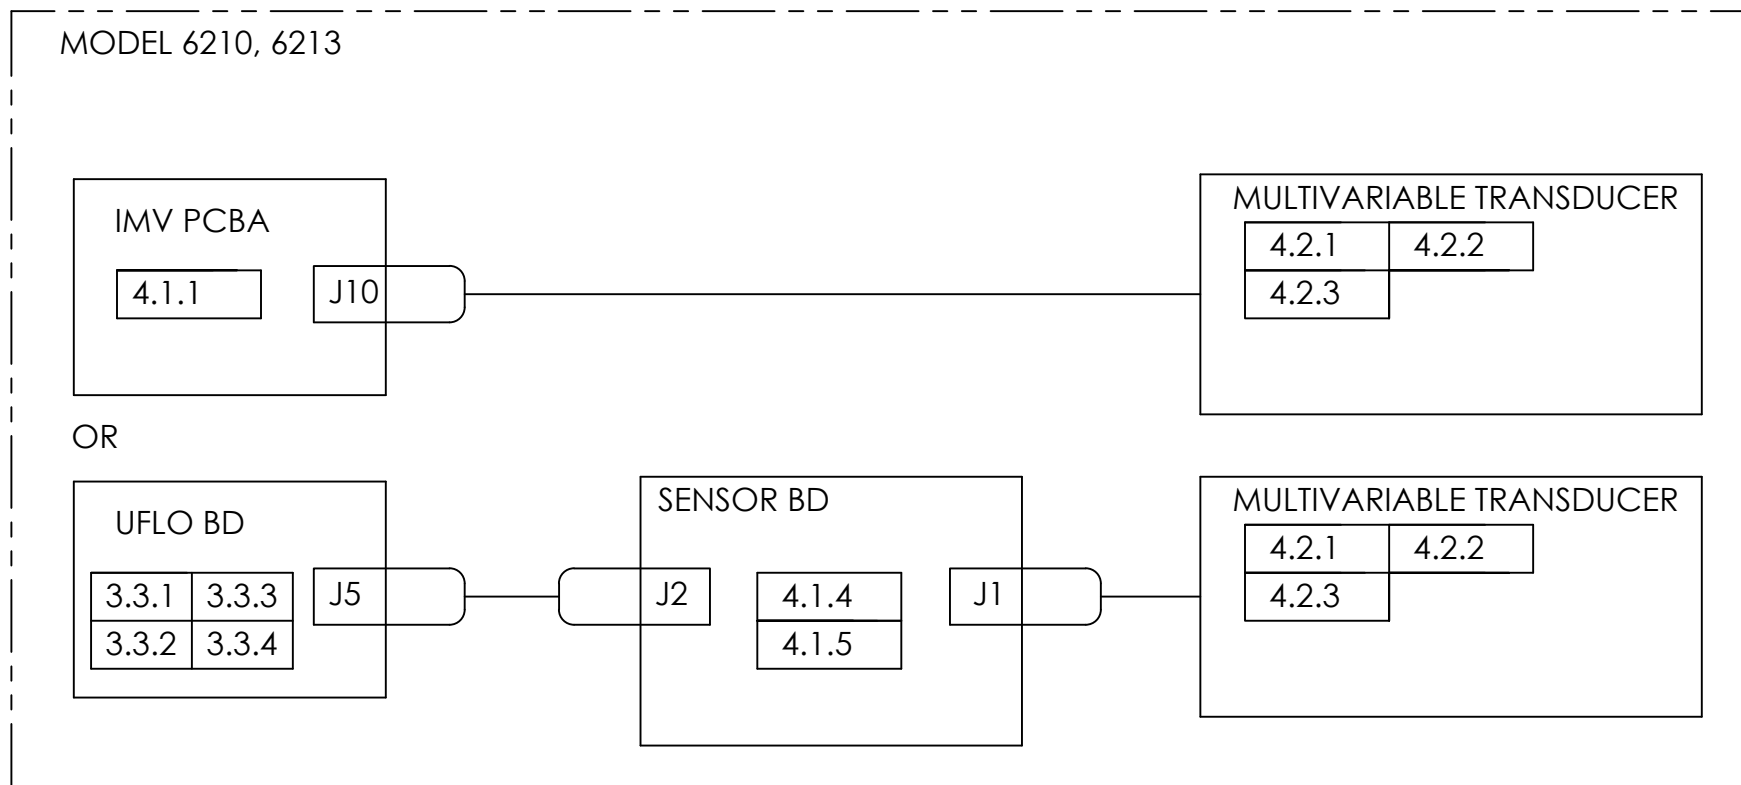 MODEL 6210, 6213
IMV PCBA
4.1.1
J10
MULTIVARIABLE TRANSDUCER
4.2.1 4.2.2
4.2.3
OR
UFLO BD
3.3.1 3.3.3
3.3.2 3.3.4
J5
SENSOR BD
J2
4.1.4
4.1.5
J1
MULTIVARIABLE TRANSDUCER
4.2.1 4.2.2
4.2.3